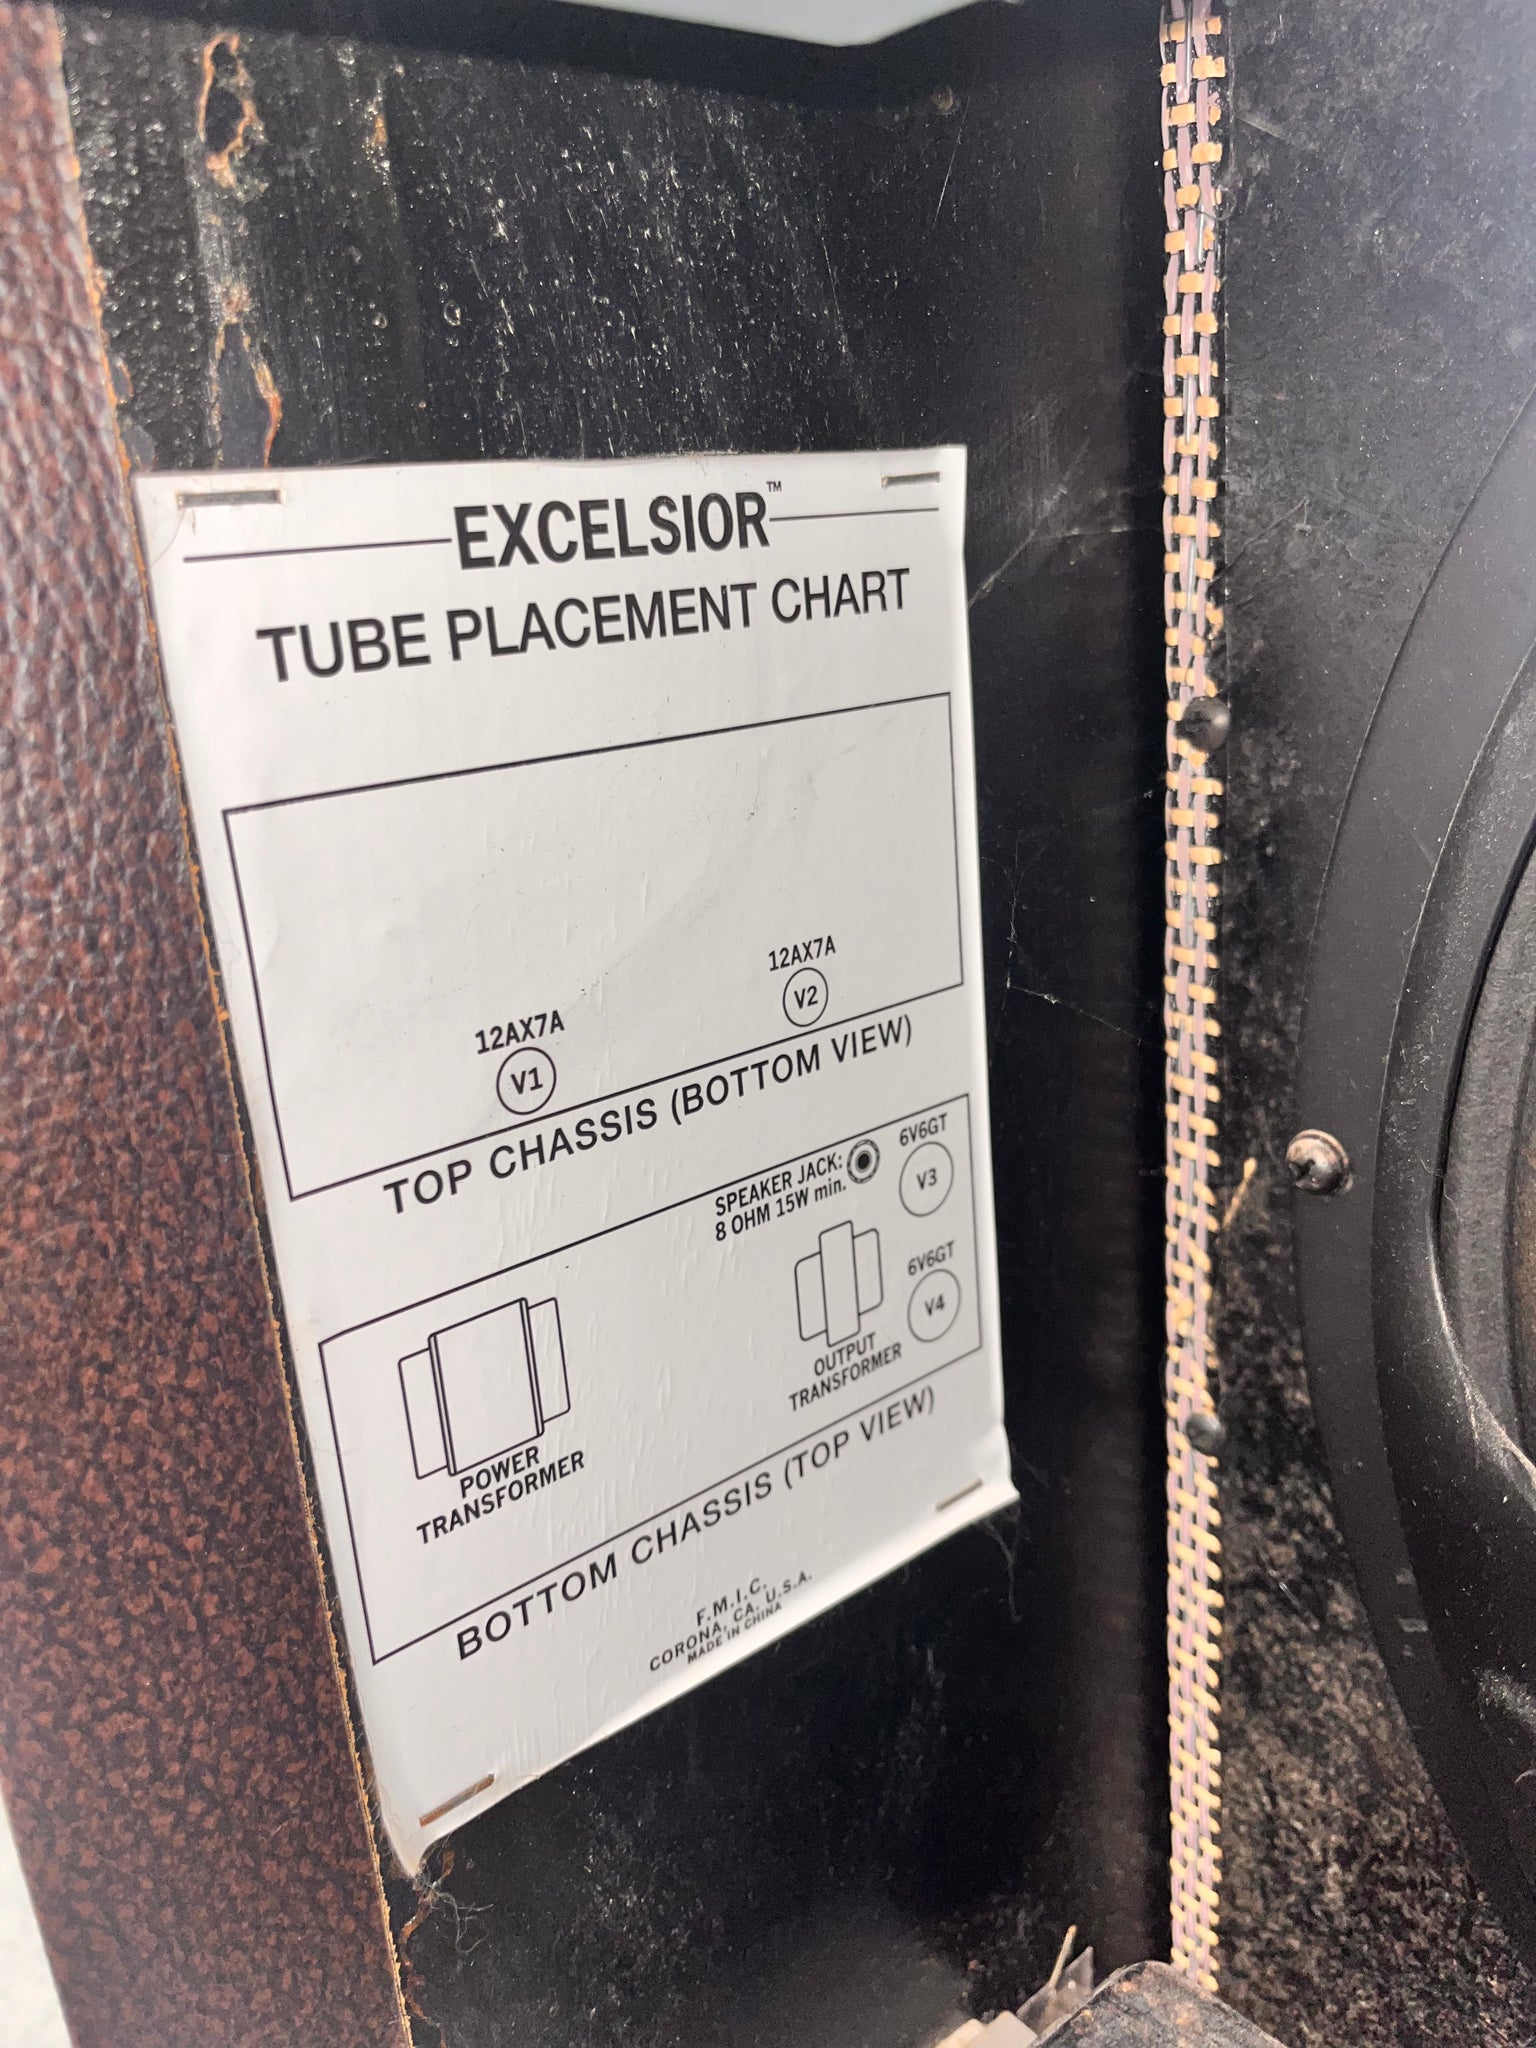 EXCELSIOR™
TUBE PLACEMENT CHART
12AX7A
V2
12AX7A
V1
TOP CHASSIS (BOTTOM VIEW)
SPEAKER JACK:
8 OHM 15W min.
6V6GT
V3
6V6GT
V4
OUTPUT
TRANSFORMER
POWER
TRANSFORMER
BOTTOM CHASSIS (TOP VIEW)
F.M.I.C.
CORONA, CA. U.S.A.
MADE IN CHINA